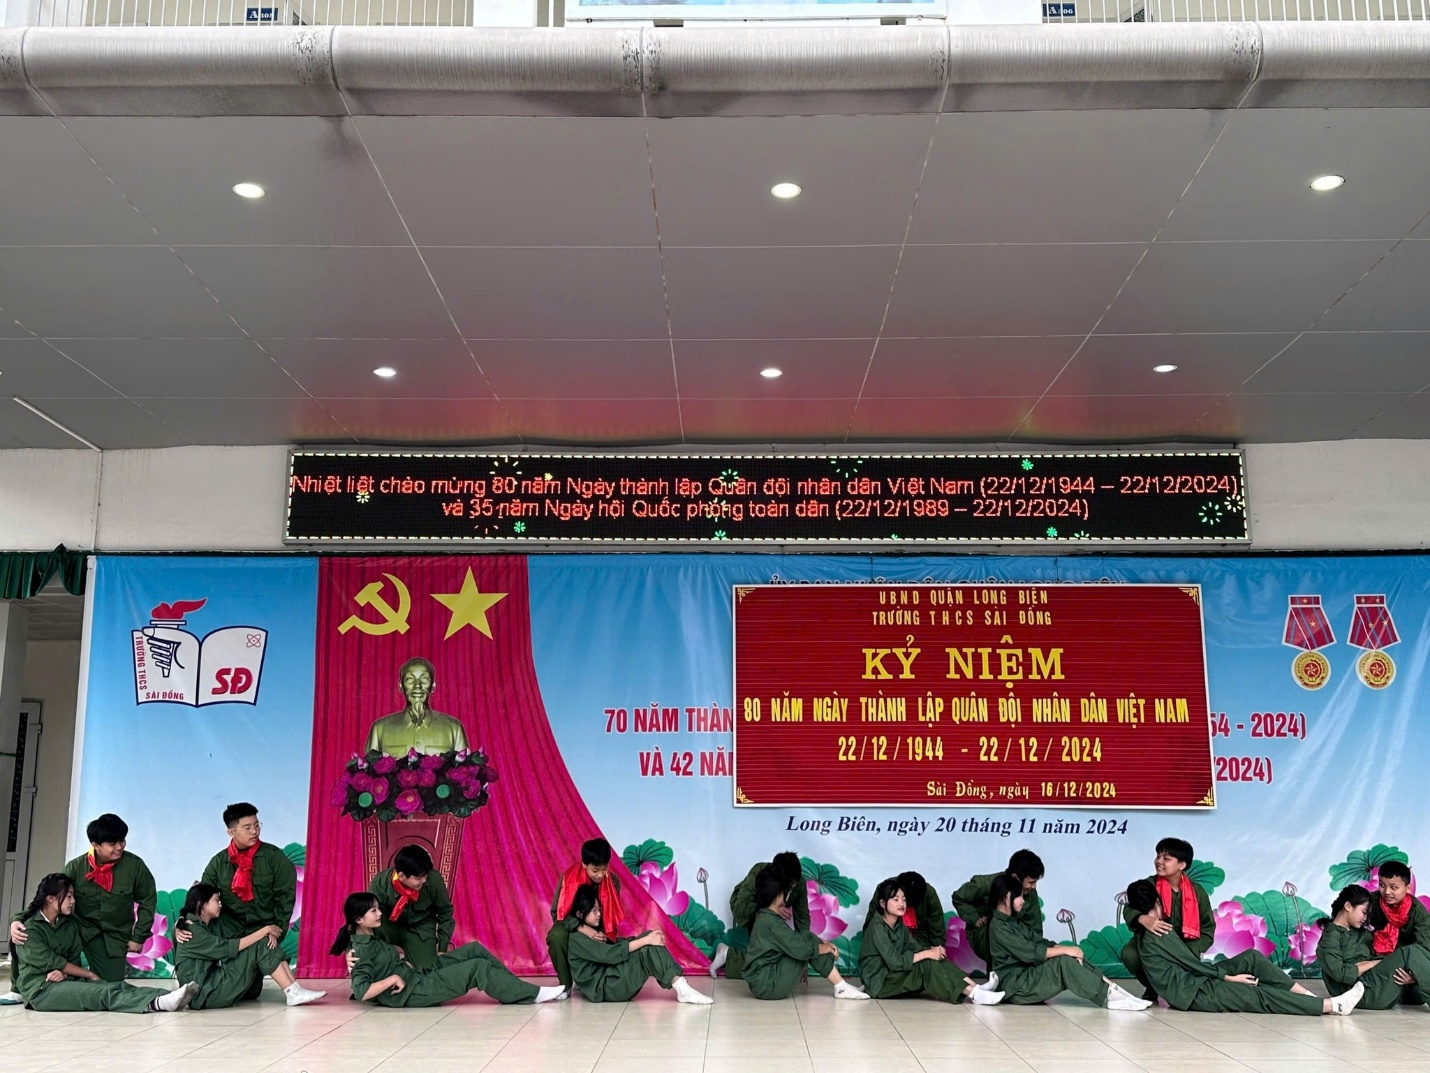 A305
A306
Nhiệt liệt chào mừng 80 năm Ngày thành lập Quân đội nhân dân Việt Nam (22/12/1944 – 22/12/2024)
và 35 năm Ngày hội Quốc phòng toàn dân (22/12/1989 – 22/12/2024)
TRƯỜNG THCS
SÀI ĐỒNG
SĐ
UBND QUẬN LONG BIÊN
TRƯỜNG THCS SÀI ĐỒNG
KỶ NIỆM
80 NĂM NGÀY THÀNH LẬP QUÂN ĐỘI NHÂN DÂN VIỆT NAM
22/12/1944 - 22/12/2024
Sài Đồng, ngày 16/12/2024
70 NĂM THÀN 54 - 2024)
VÀ 42 NĂ /2024)
Long Biên, ngày 20 tháng 11 năm 2024